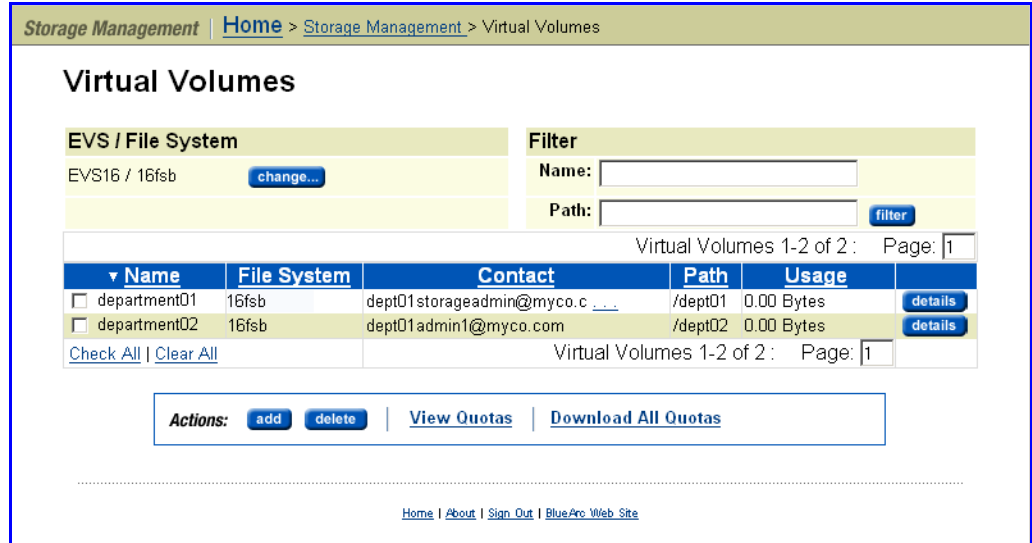 Storage Management | Home > Storage Management > Virtual Volumes
Virtual Volumes
EVS / File System
EVS16 / 16fsb change...
Filter
Name:
Path: filter
Virtual Volumes 1-2 of 2 : Page: 1
▼ Name File System Contact Path Usage
department01 16fsb dept01storageadmin@myco.c . . . /dept01 0.00 Bytes details
department02 16fsb dept01admin1@myco.com /dept02 0.00 Bytes details
Check All | Clear All Virtual Volumes 1-2 of 2 : Page: 1
Actions: add delete | View Quotas | Download All Quotas
Home | About | Sign Out | BlueArc Web Site